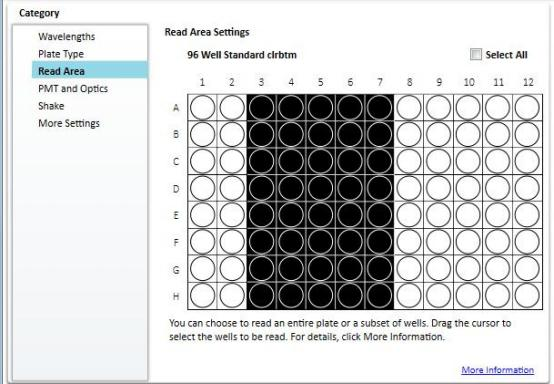 Category
Wavelengths
Plate Type
Read Area
PMT and Optics
Shake
More Settings
Read Area Settings
96 Well Standard clrbtm
Select All
1 2 3 4 5 6 7 8 9 10 11 12
A
B
C
D
E
F
G
H
You can choose to read an entire plate or a subset of wells. Drag the cursor to
select the wells to be read. For details, click More Information.
More Information